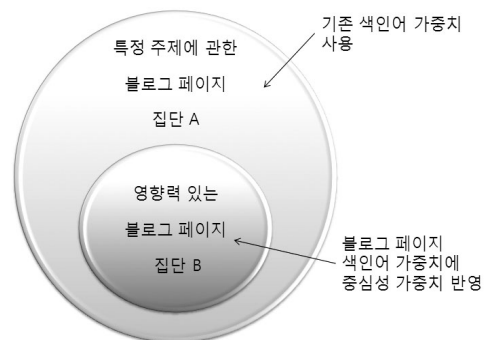 특정 주제에 관한
블로그 페이지
집단 A
영향력 있는
블로그 페이지
집단 B
기존 색인어 가중치
사용
블로그 페이지
색인어 가중치에
중심성 가중치 반영